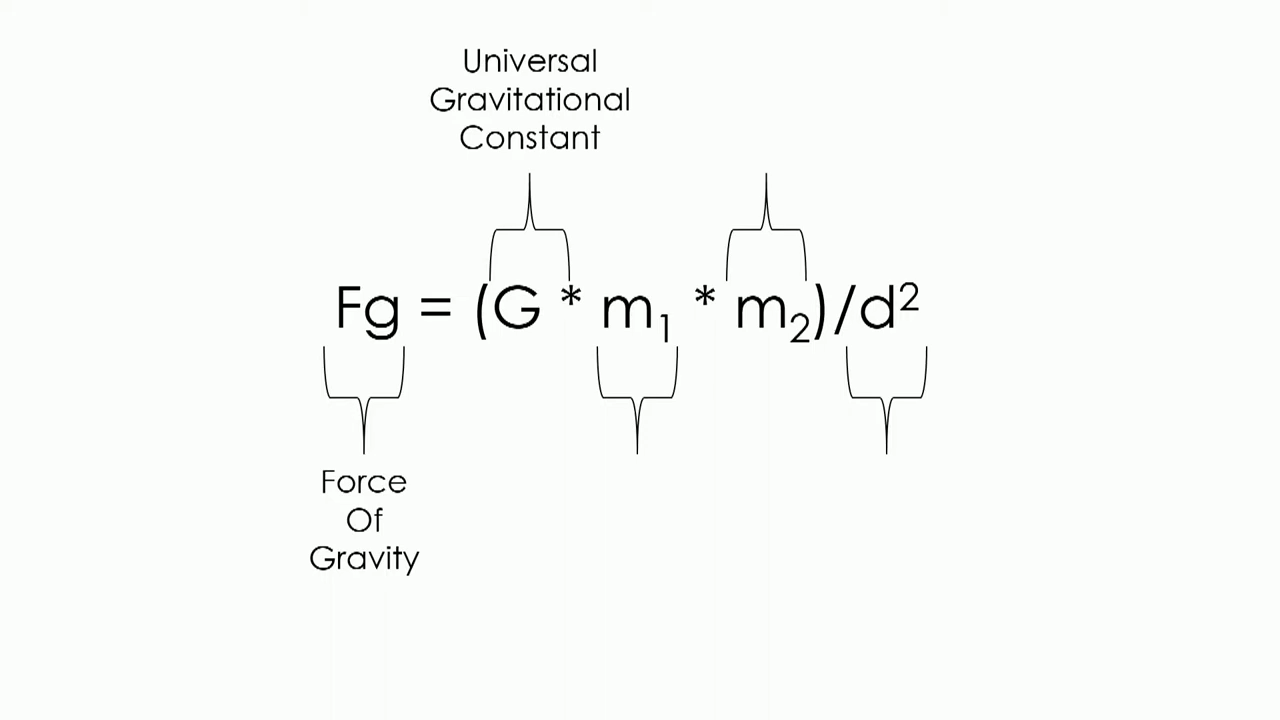 Universal
Gravitational
Constant
Fg = (G * m₁ * m₂)/d²
Force
Of
Gravity